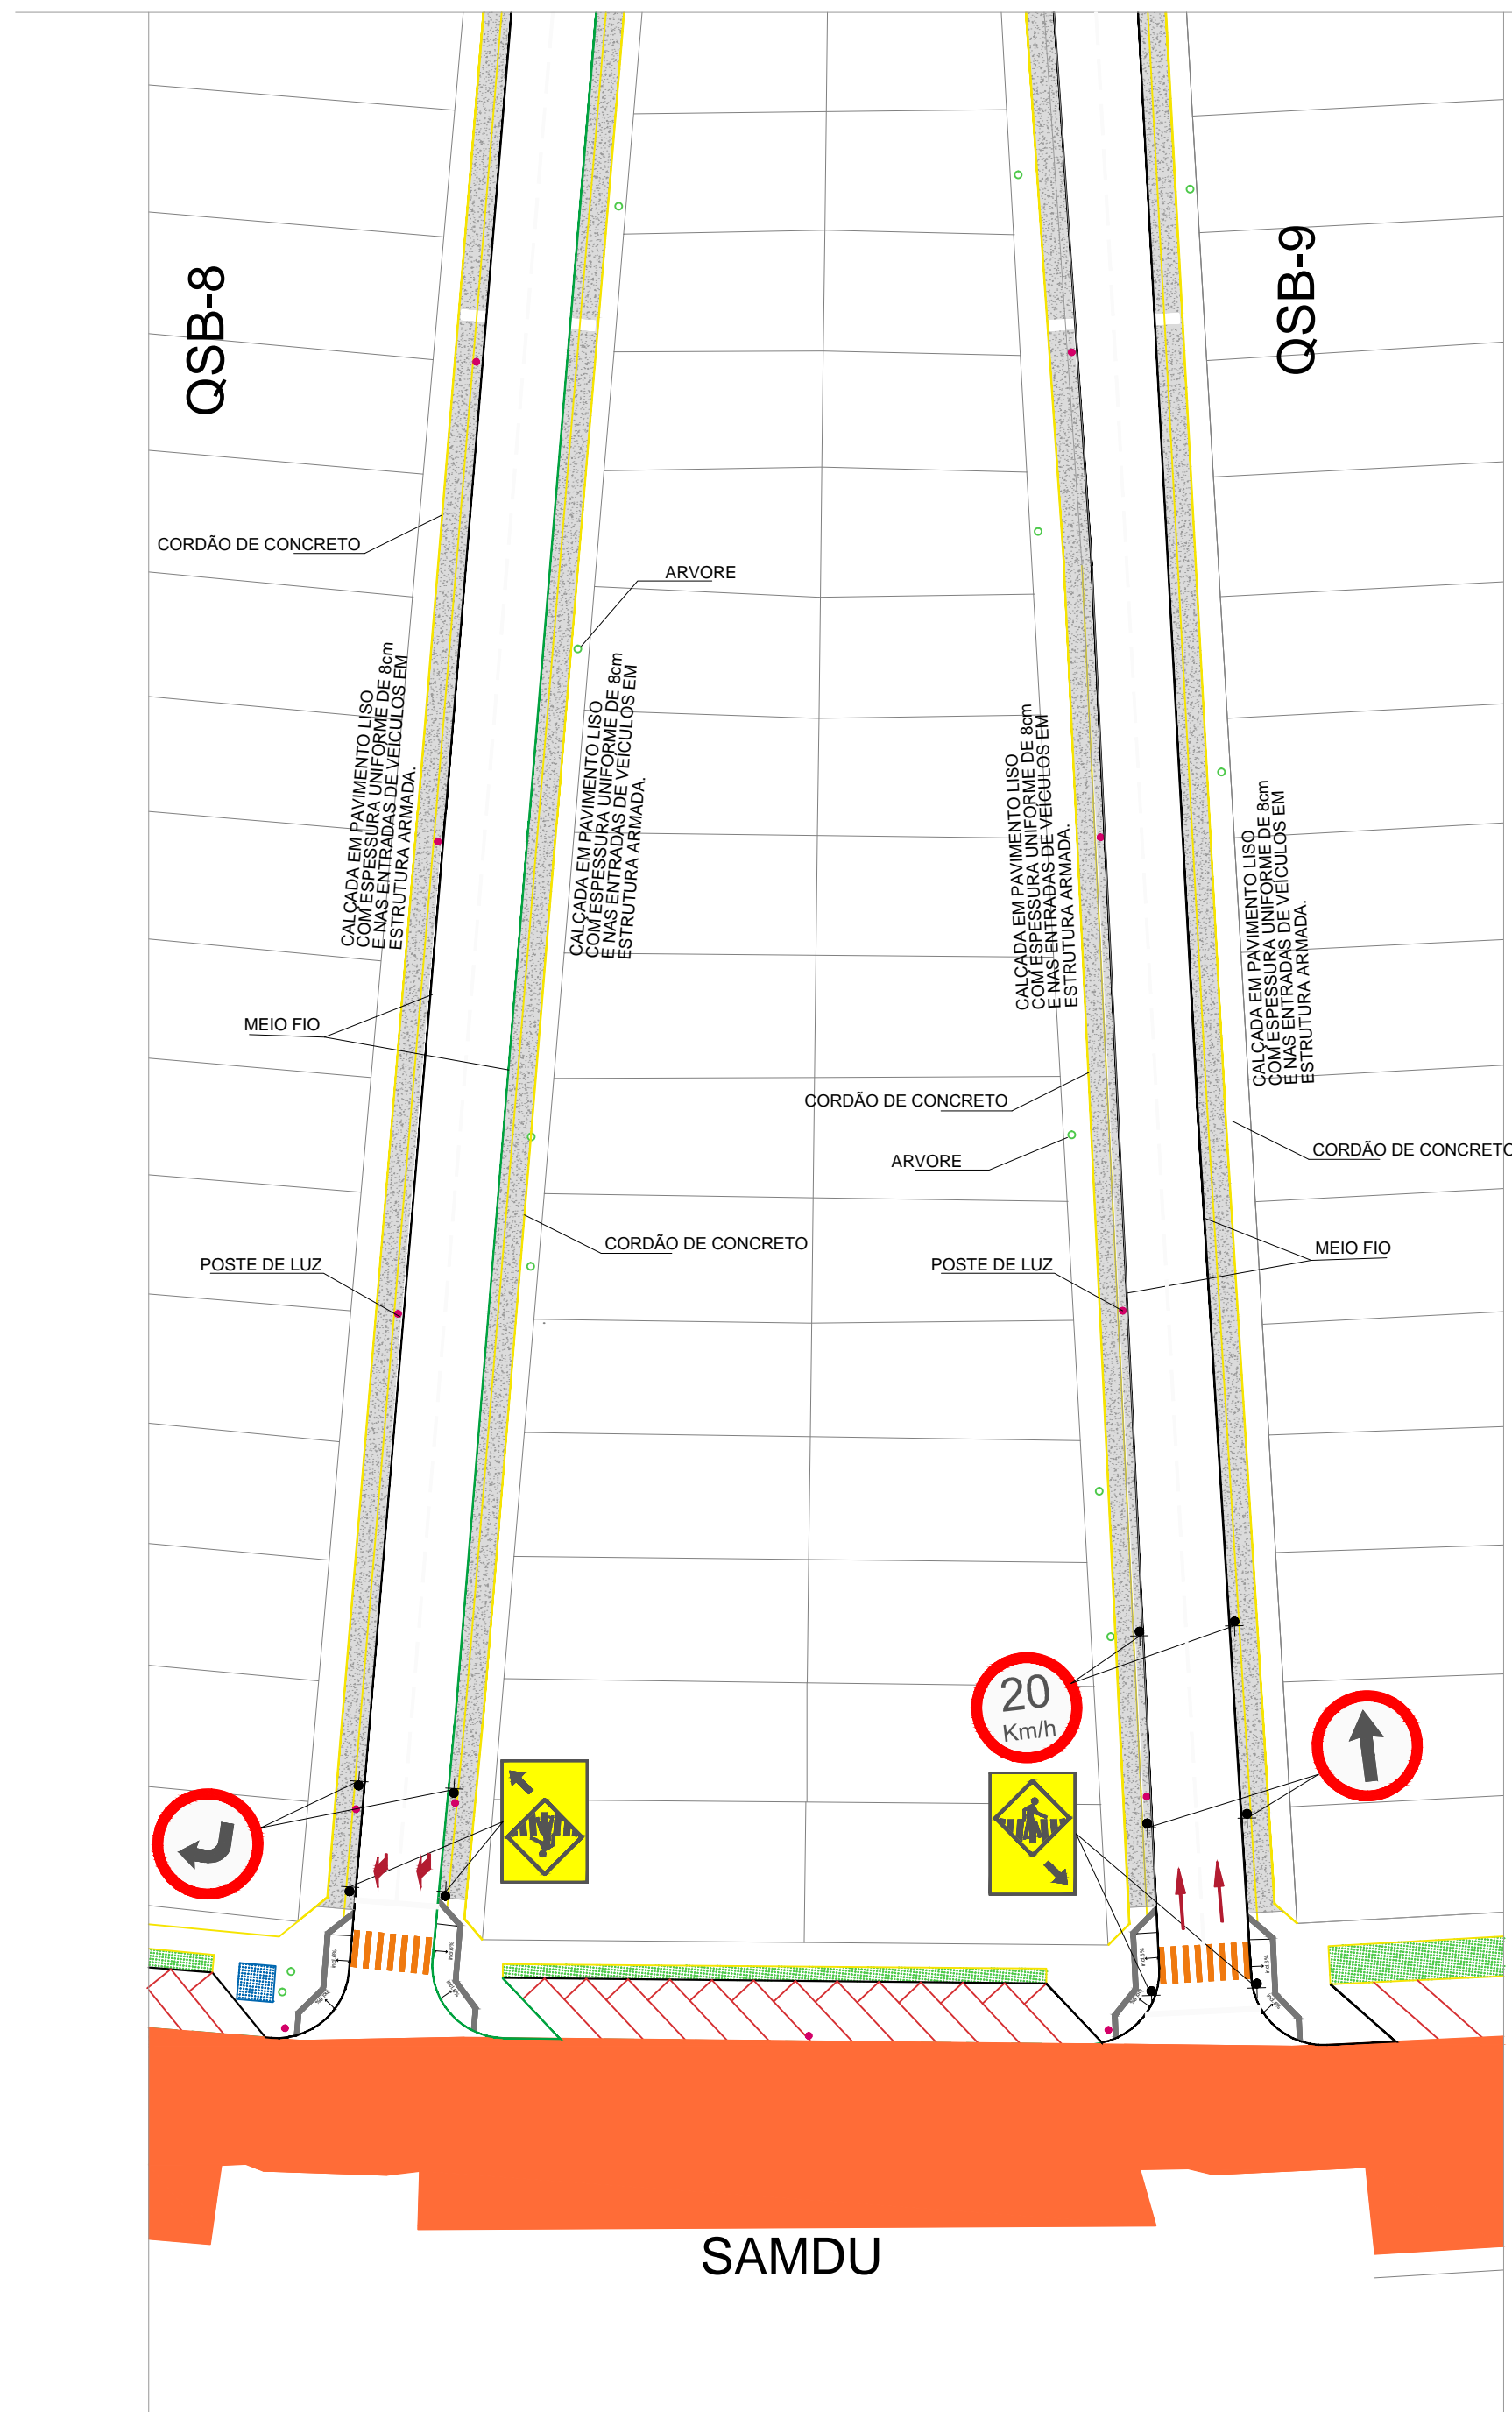 QSB-8
QSB-9
CORDÃO DE CONCRETO
ARVORE
CALÇADA EM PAVIMENTO LISO
COM ESPESSURA UNIFORME DE 8cm
E NAS ENTRADAS DE VEÍCULOS EM
ESTRUTURA ARMADA.
CALÇADA EM PAVIMENTO LISO
COM ESPESSURA UNIFORME DE 8cm
E NAS ENTRADAS DE VEÍCULOS EM
ESTRUTURA ARMADA.
CALÇADA EM PAVIMENTO LISO
COM ESPESSURA UNIFORME DE 8cm
E NAS ENTRADAS DE VEÍCULOS EM
ESTRUTURA ARMADA.
CALÇADA EM PAVIMENTO LISO
COM ESPESSURA UNIFORME DE 8cm
E NAS ENTRADAS DE VEÍCULOS EM
ESTRUTURA ARMADA.
MEIO FIO
CORDÃO DE CONCRETO
ARVORE
CORDÃO DE CONCRETO
CORDÃO DE CONCRETO
MEIO FIO
POSTE DE LUZ
POSTE DE LUZ
20
Km/h
SAMDU